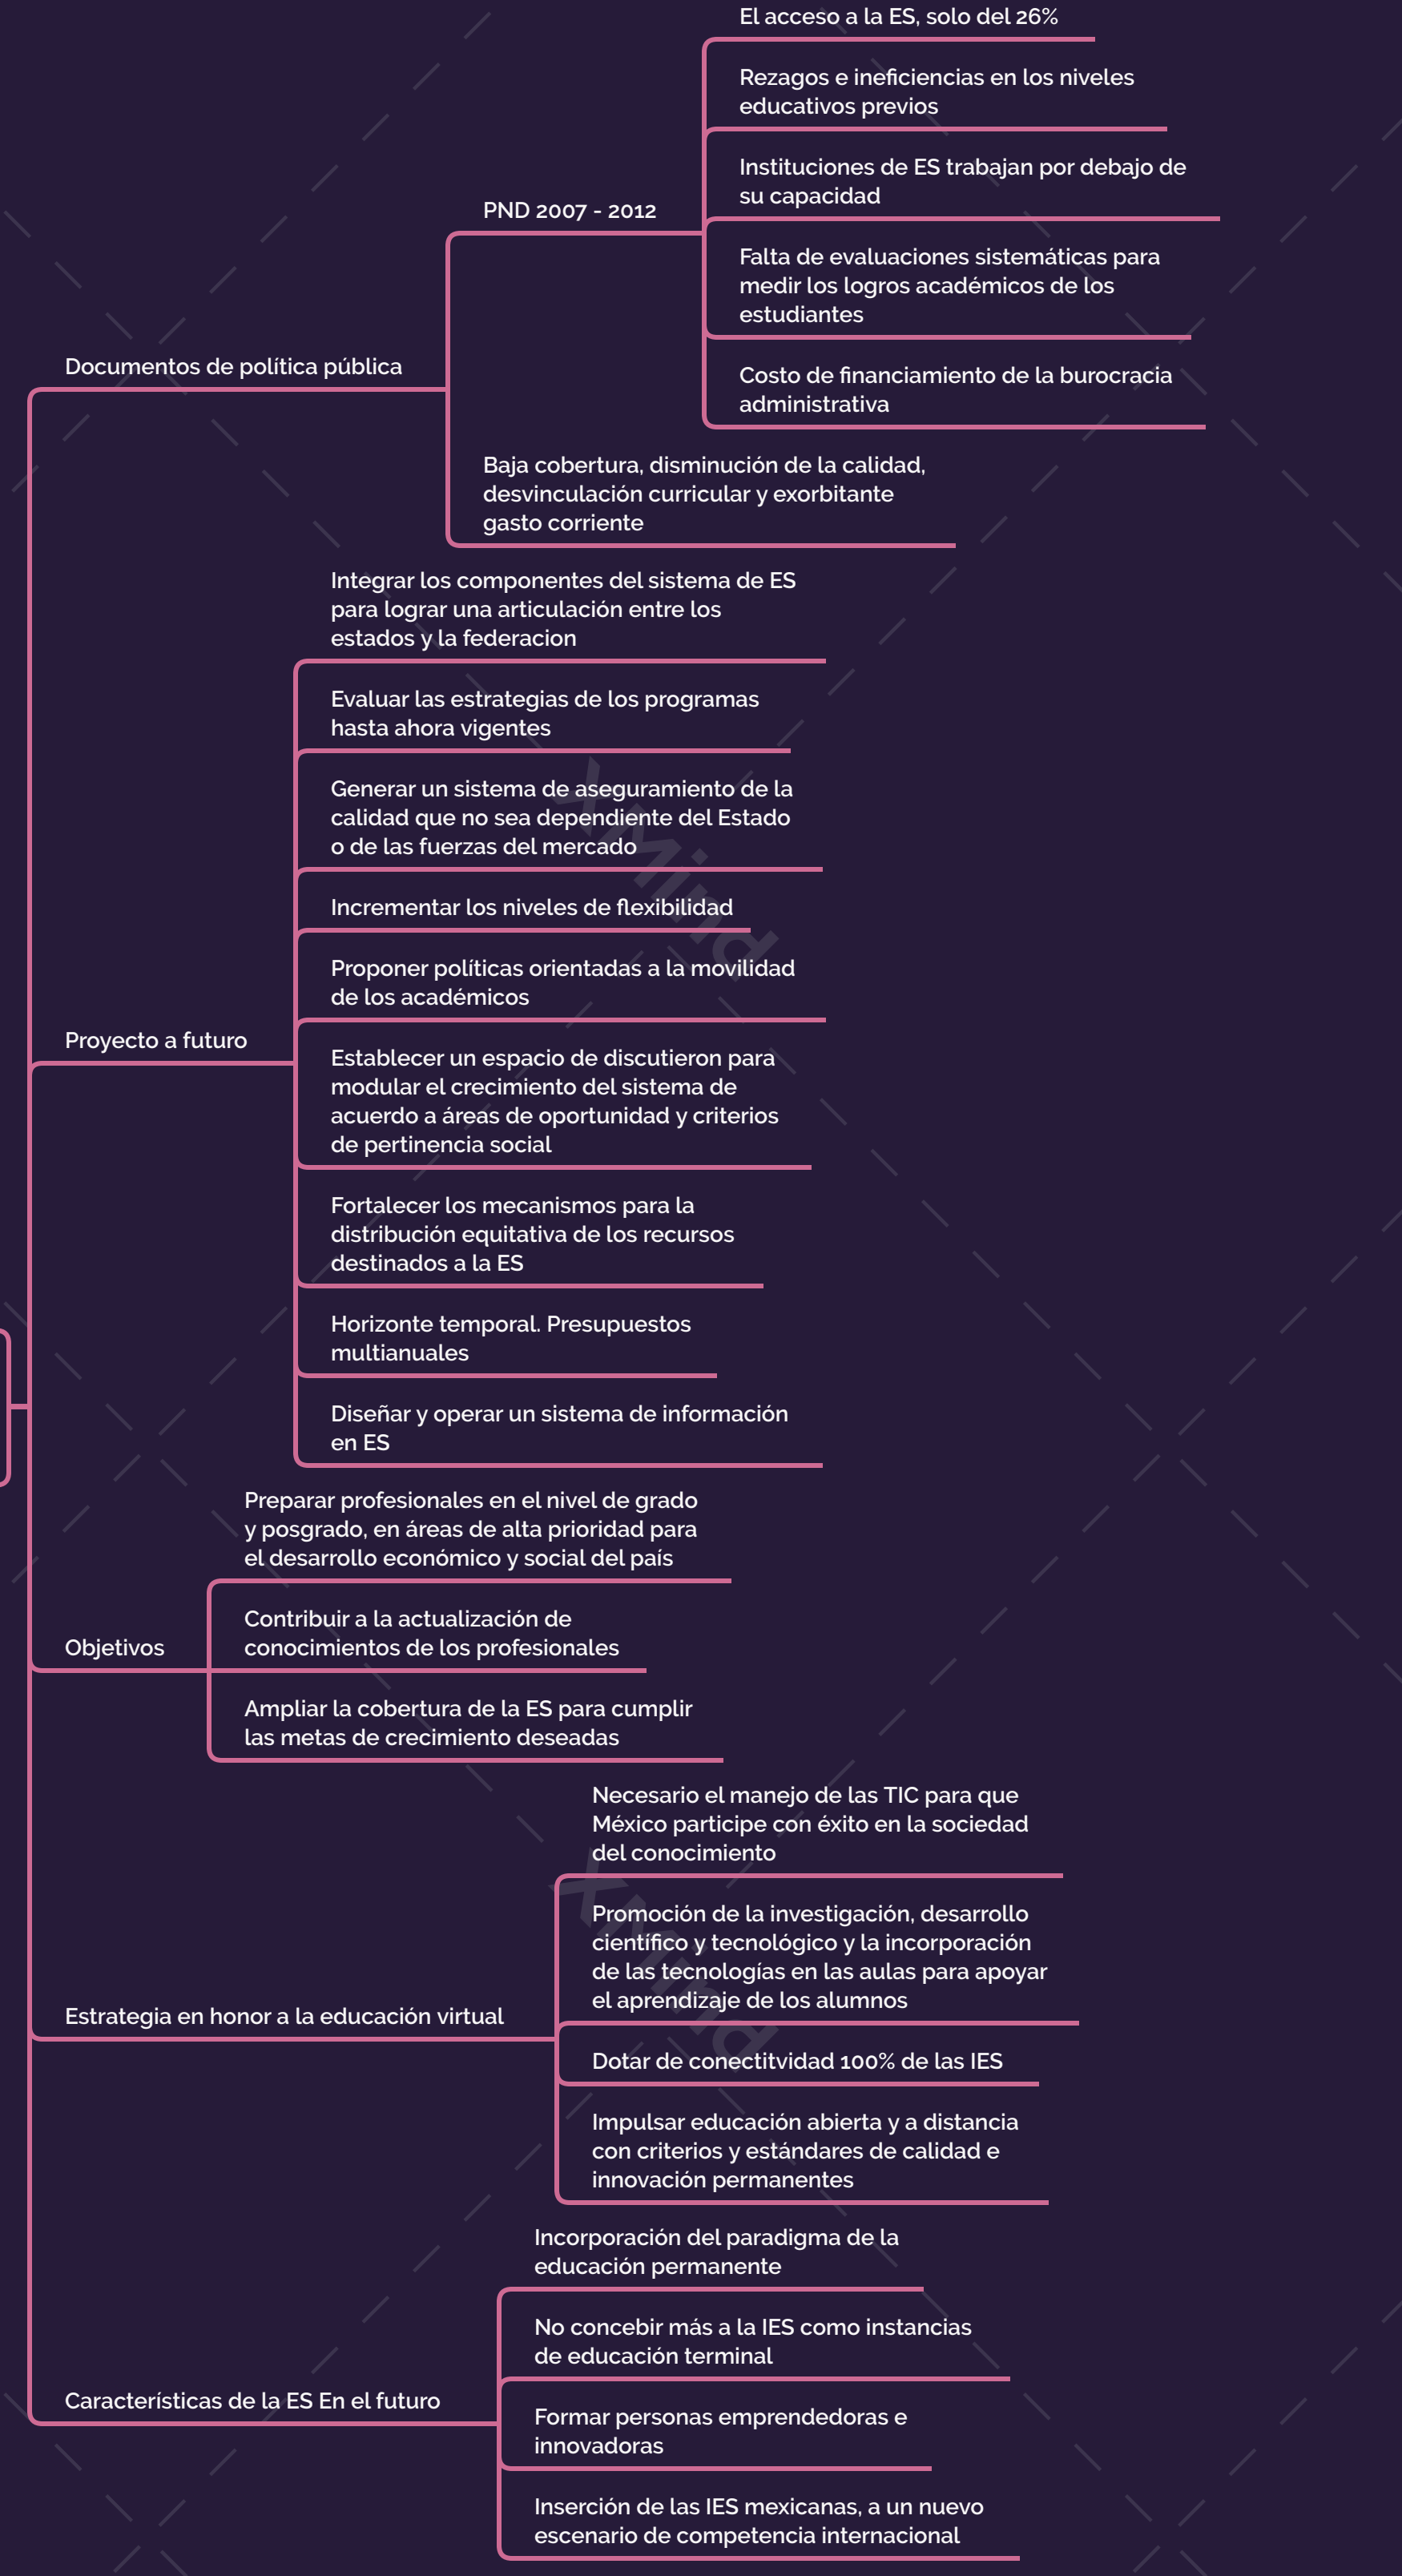 El acceso a la ES, solo del 26%
Rezagos e ineficiencias en los niveles
educativos previos
Instituciones de ES trabajan por debajo de
su capacidad
PND 2007 - 2012
Falta de evaluaciones sistemáticas para
medir los logros académicos de los
estudiantes
Costo de financiamiento de la burocracia
administrativa
Documentos de política pública
Baja cobertura, disminución de la calidad,
desvinculación curricular y exorbitante
gasto corriente
Integrar los componentes del sistema de ES
para lograr una articulación entre los
estados y la federacion
Evaluar las estrategias de los programas
hasta ahora vigentes
Generar un sistema de aseguramiento de la
calidad que no sea dependiente del Estado
o de las fuerzas del mercado
Incrementar los niveles de flexibilidad
Proponer políticas orientadas a la movilidad
de los académicos
Proyecto a futuro
Establecer un espacio de discutieron para
modular el crecimiento del sistema de
acuerdo a áreas de oportunidad y criterios
de pertinencia social
Fortalecer los mecanismos para la
distribución equitativa de los recursos
destinados a la ES
Horizonte temporal. Presupuestos
multianuales
Diseñar y operar un sistema de información
en ES
Preparar profesionales en el nivel de grado
y posgrado, en áreas de alta prioridad para
el desarrollo económico y social del país
Objetivos
Contribuir a la actualización de
conocimientos de los profesionales
Ampliar la cobertura de la ES para cumplir
las metas de crecimiento deseadas
Necesario el manejo de las TIC para que
México participe con éxito en la sociedad
del conocimiento
Promoción de la investigación, desarrollo
científico y tecnológico y la incorporación
de las tecnologías en las aulas para apoyar
el aprendizaje de los alumnos
Estrategia en honor a la educación virtual
Dotar de conectitvidad 100% de las IES
Impulsar educación abierta y a distancia
con criterios y estándares de calidad e
innovación permanentes
Incorporación del paradigma de la
educación permanente
No concebir más a la IES como instancias
de educación terminal
Características de la ES En el futuro
Formar personas emprendedoras e
innovadoras
Inserción de las IES mexicanas, a un nuevo
escenario de competencia internacional
XMind
XMind